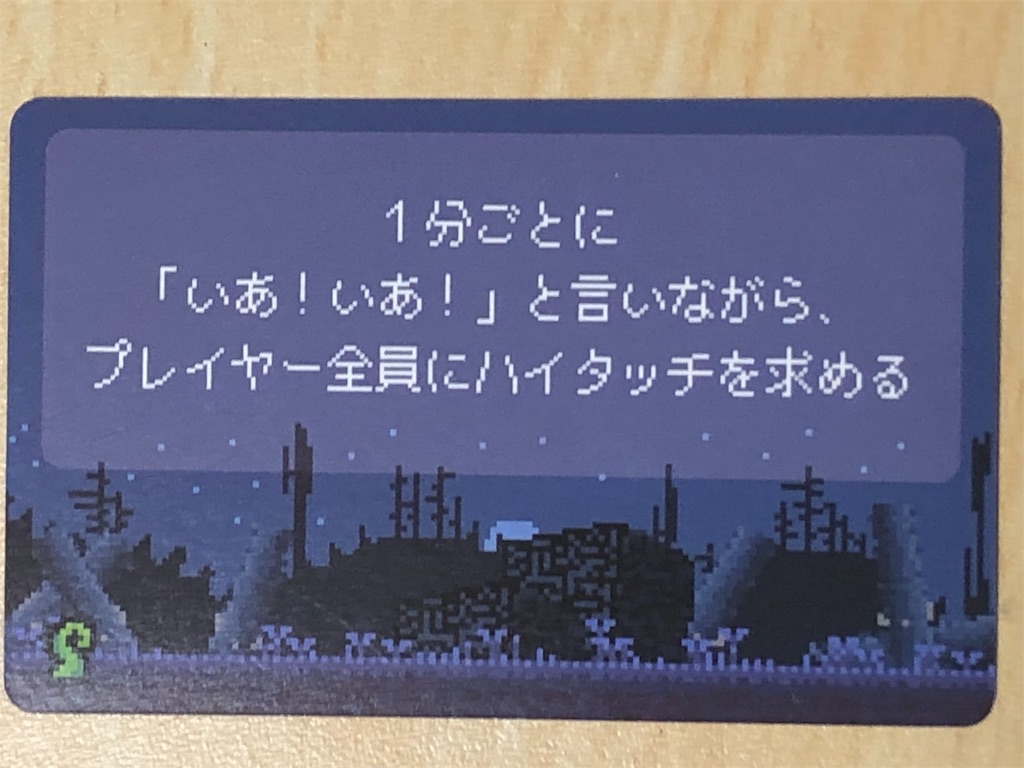 1分ごとに
「いあ！いあ！」と言いながら、
プレイヤー全員にハイタッチを求める